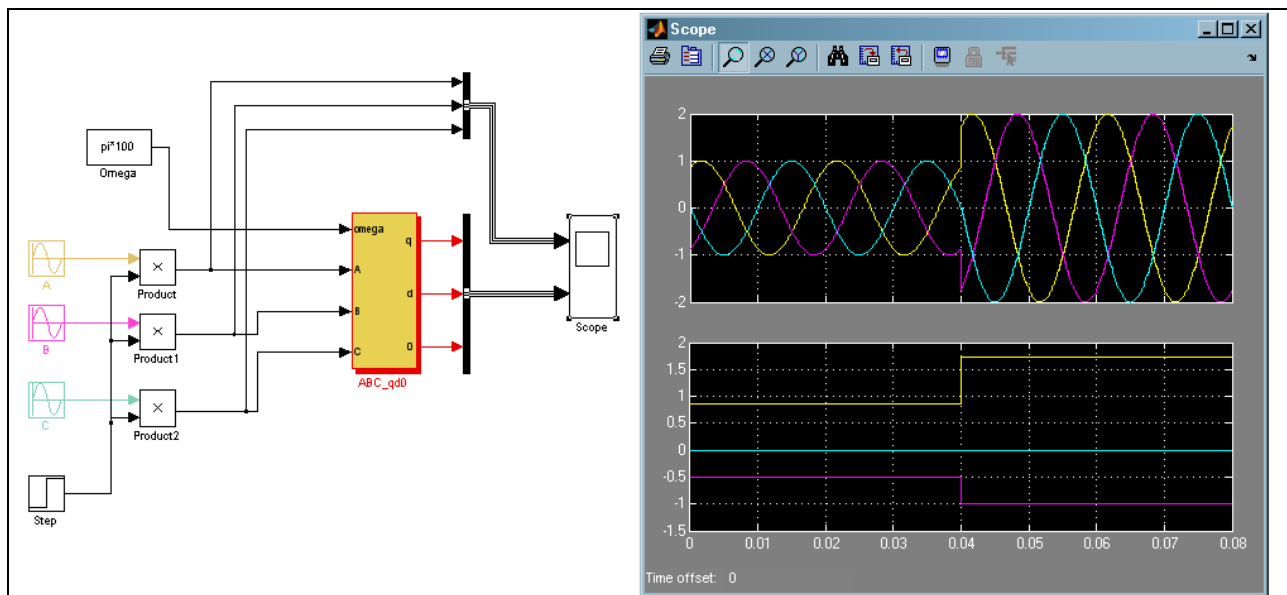 pi*100
Omega
A
Product
B
Product1
C
Product2
Step
omega
A
B
C
q
d
0
ABC_qd0
Scope
Scope
2
1
0
-1
-2
2
1.5
1
0.5
0
-0.5
-1
-1.5
0
0.01
0.02
0.03
0.04
0.05
0.06
0.07
0.08
Time offset: 0